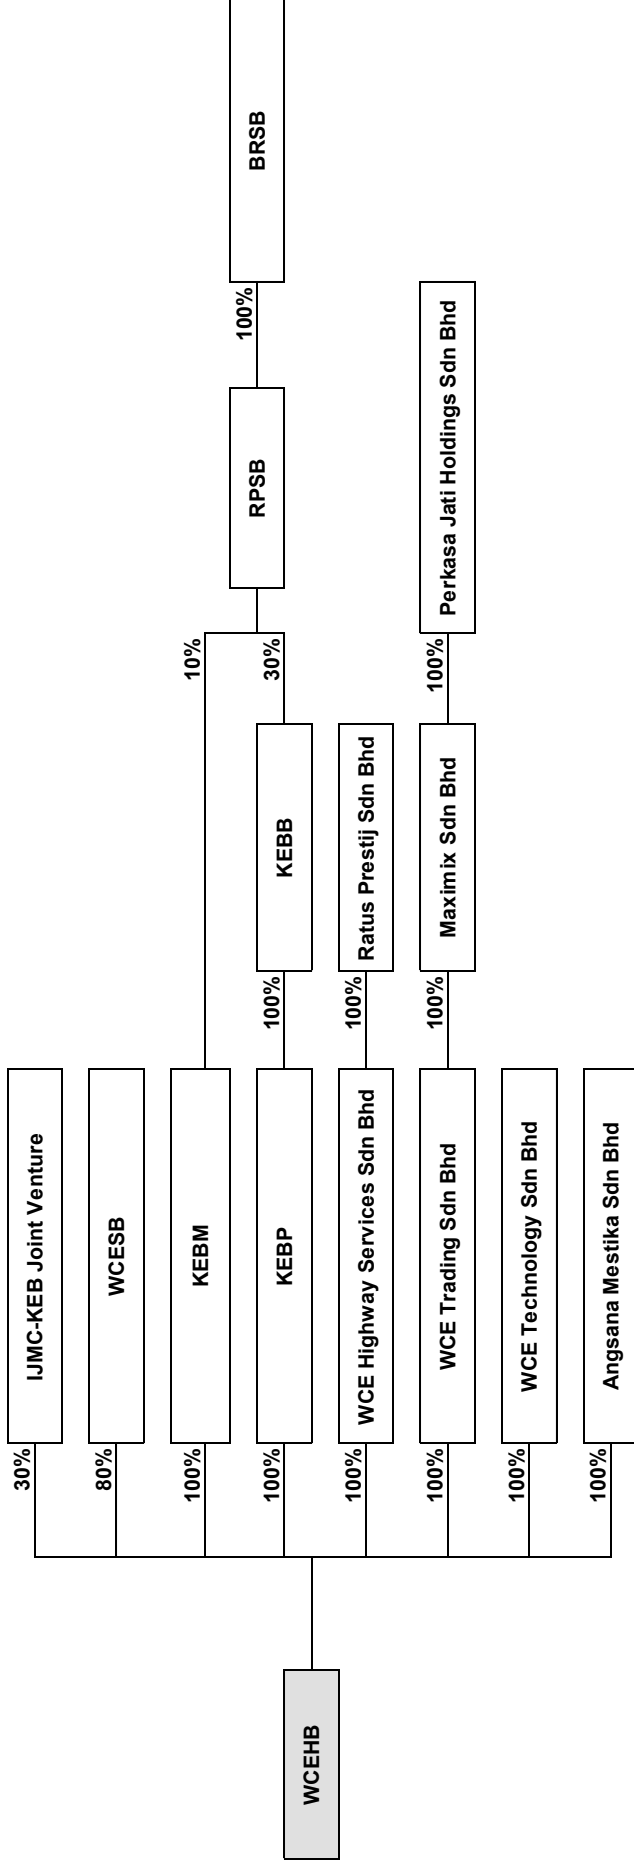 WCEHB
30%
IJMC-KEB Joint Venture
80%
WCESB
100%
KEBM
10%
100%
KEBP
100%
KEBB
30%
RPSB
100%
BRSB
100%
WCE Highway Services Sdn Bhd
100%
Ratus Prestij Sdn Bhd
100%
WCE Trading Sdn Bhd
100%
Maximix Sdn Bhd
100%
Perkasa Jati Holdings Sdn Bhd
100%
WCE Technology Sdn Bhd
100%
Angsana Mestika Sdn Bhd